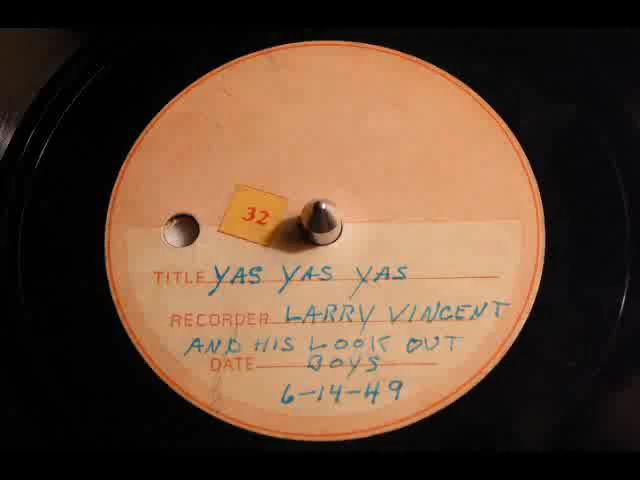 32
TITLE YAS YAS YAS
RECORDER LARRY VINCENT
AND HIS LOOK OUT
DATE BOYS
6-14-49